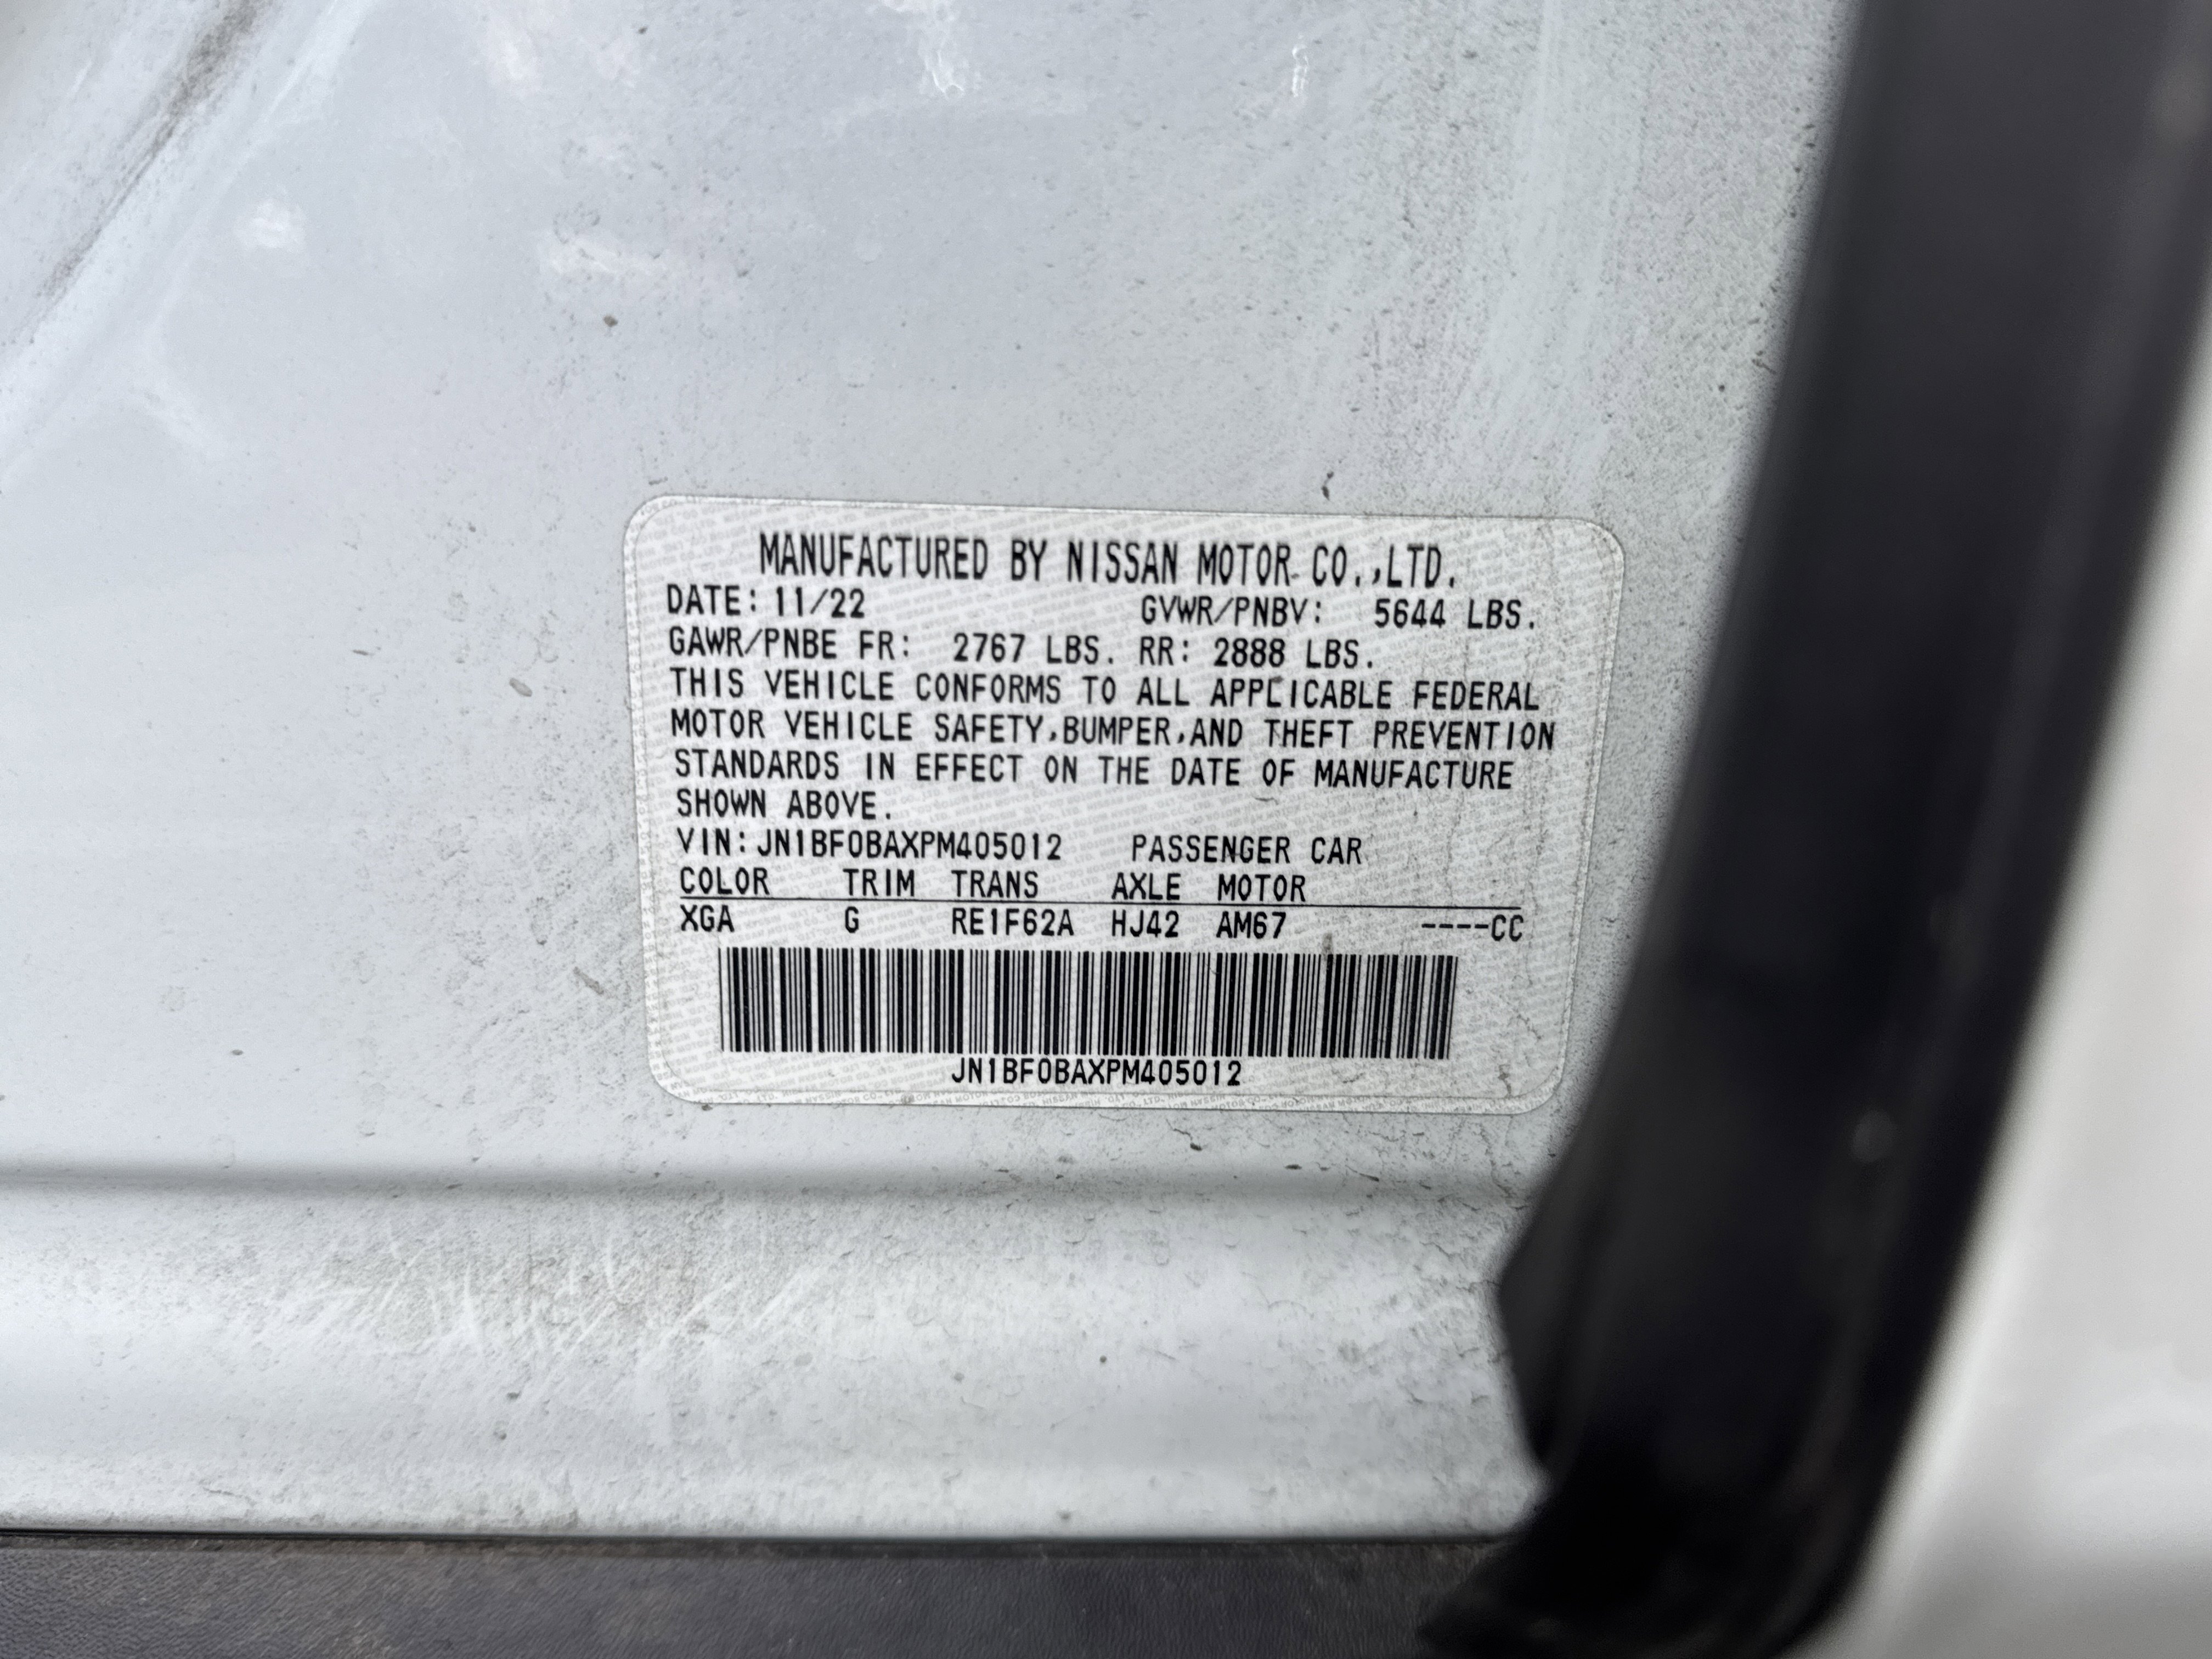 MANUFACTURED BY NISSAN MOTOR CO.,LTD.
DATE: 11/22 GVWR/PNBV: 5644 LBS.
GAWR/PNBE FR: 2767 LBS. RR: 2888 LBS.
THIS VEHICLE CONFORMS TO ALL APPLICABLE FEDERAL
MOTOR VEHICLE SAFETY,BUMPER,AND THEFT PREVENTION
STANDARDS IN EFFECT ON THE DATE OF MANUFACTURE
SHOWN ABOVE.
VIN:JN1BF0BAXPM405012 PASSENGER CAR
COLOR TRIM TRANS AXLE MOTOR
XGA G RE1F62A HJ42 AM67 ----CC
JN1BF0BAXPM405012